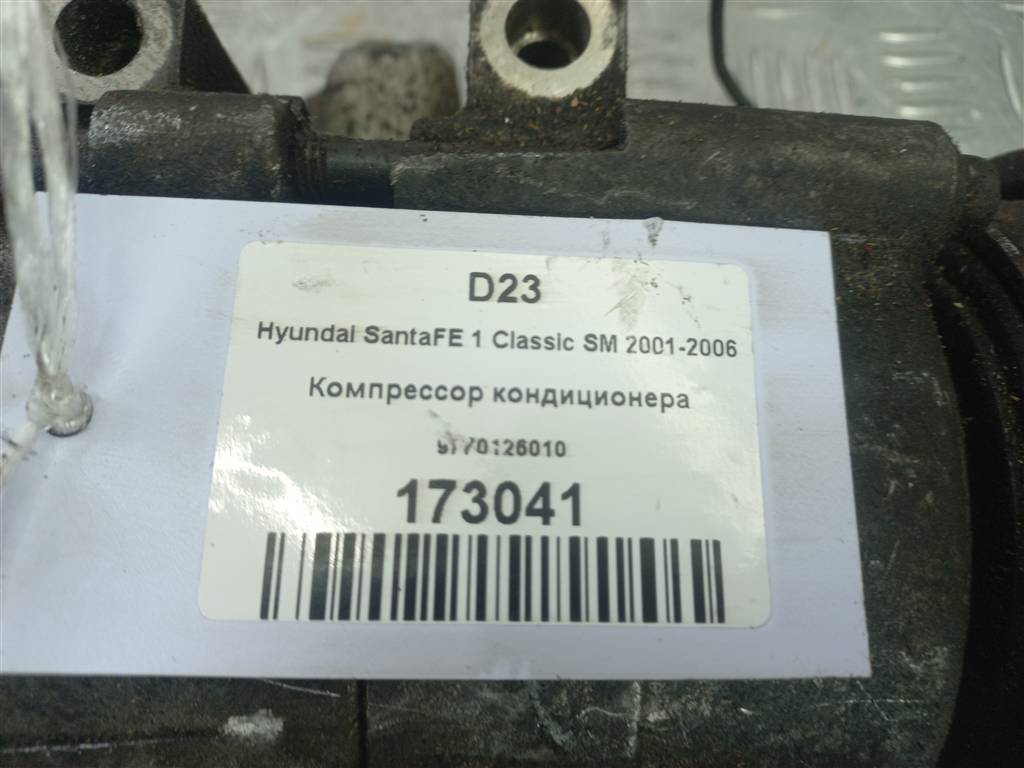 D23
Hyundai SantaFE 1 Classic SM 2001-2006
Компрессор кондиционера
9770126010
173041